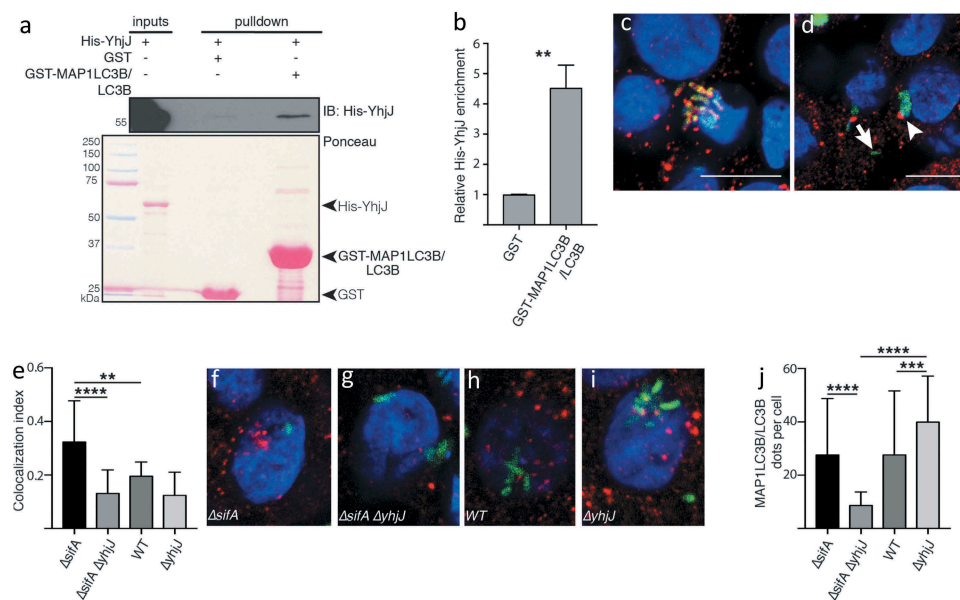 a
inputs pulldown
His-YhjJ + + +
GST - + -
GST-MAP1LC3B/ - - +
LC3B
55
IB: His-YhjJ
Ponceau
250
150
100
75
50
37
25
kDa
His-YhjJ
GST-MAP1LC3B/
LC3B
GST
b
Relative His-YhjJ enrichment
6
5
4
3
2
1
0
**
GST
GST-MAP1LC3B
/LC3B
c
d
e
Colocalization index
0.6
0.4
0.2
**
****
ΔsifA
ΔsifA ΔyhjJ
WT
ΔyhjJ
f
ΔsifA
g
ΔsifA ΔyhjJ
h
WT
i
ΔyhjJ
j
MAP1LC3B/LC3B
dots per cell
60
40
20
****
****
***
ΔsifA
ΔsifA ΔyhjJ
WT
ΔyhjJ